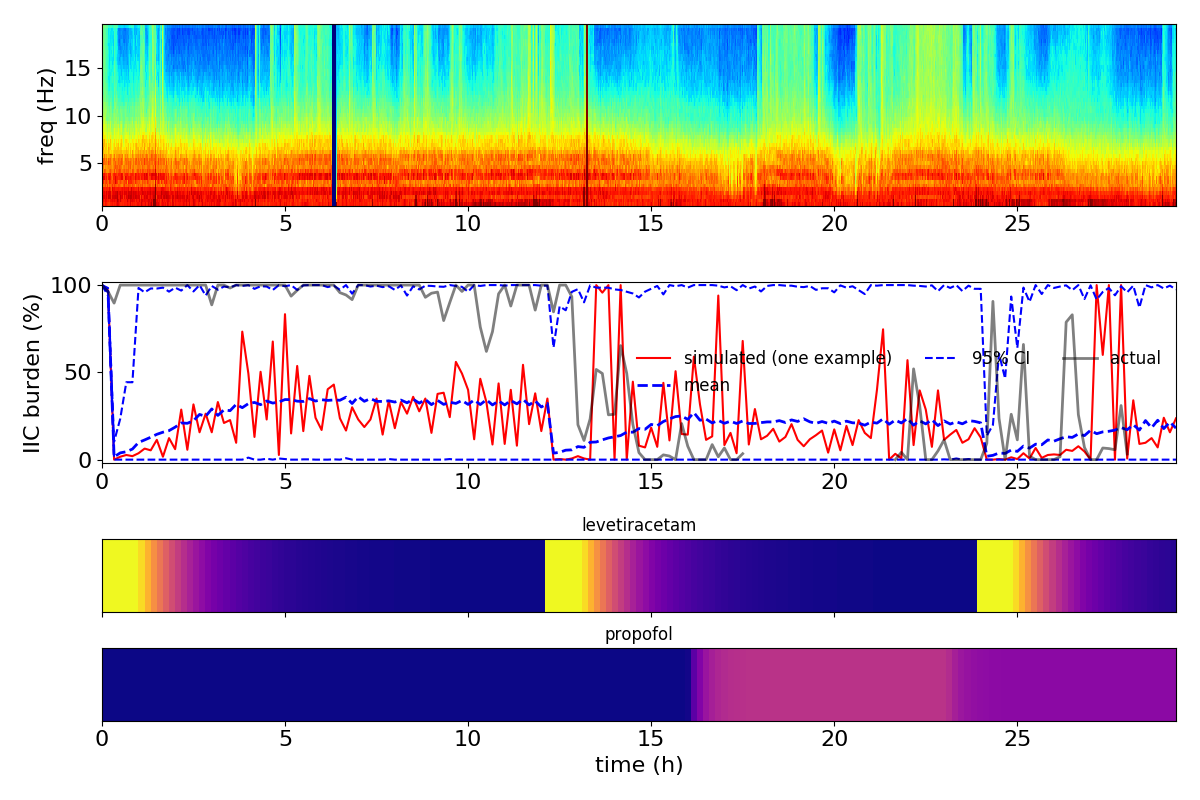 freq (Hz)
15
10
5
0 5 10 15 20 25
IIC burden (%)
100
50
0
simulated (one example) 95% CI actual
mean
0 5 10 15 20 25
levetiracetam
propofol
0 5 10 15 20 25
time (h)